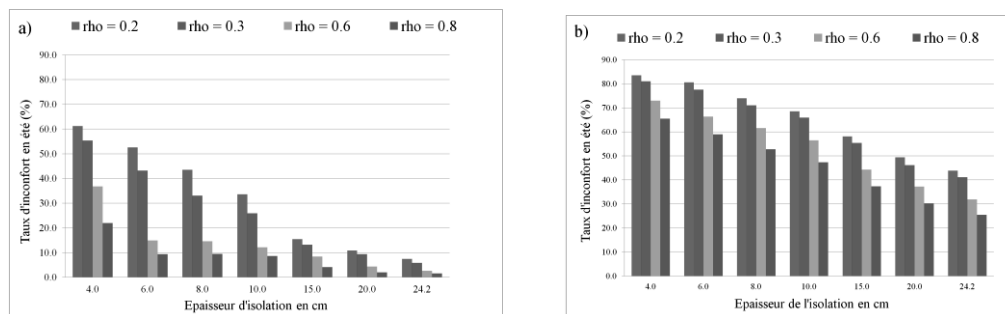 a)
rho = 0.2 rho = 0.3 rho = 0.6 rho = 0.8
Taux d'inconfort en été (%)
90.0
80.0
70.0
60.0
50.0
40.0
30.0
20.0
10.0
0.0
4.0 6.0 8.0 10.0 15.0 20.0 24.2
Epaisseur d'isolation en cm
b)
rho = 0.2 rho = 0.3 rho = 0.6 rho = 0.8
Taux d'inconfort en été (%)
90.0
80.0
70.0
60.0
50.0
40.0
30.0
20.0
10.0
0.0
4.0 6.0 8.0 10.0 15.0 20.0 24.2
Epaisseur de l'isolation en cm